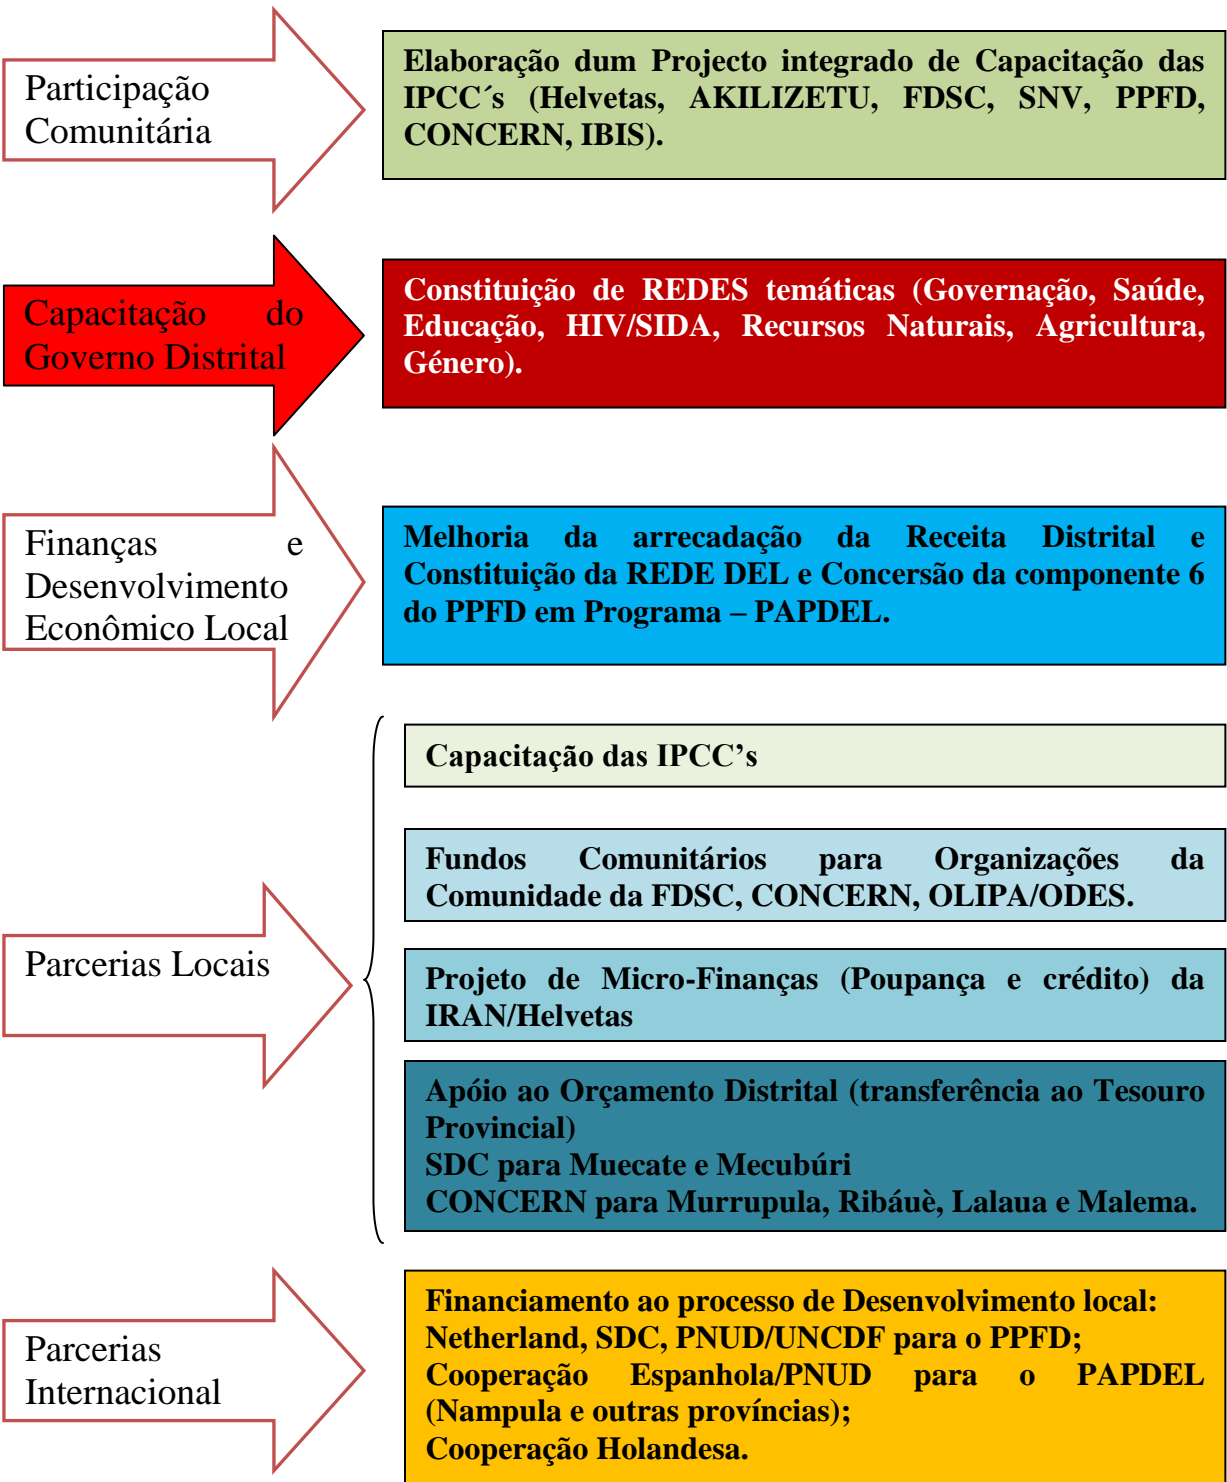 Participação
Comunitária
Elaboração dum Projecto integrado de Capacitação das
IPCC´s (Helvetas, AKILIZETU, FDSC, SNV, PPFD,
CONCERN, IBIS).
Capacitação do
Governo Distrital
Constituição de REDES temáticas (Governação, Saúde,
Educação, HIV/SIDA, Recursos Naturais, Agricultura,
Género).
Finanças e
Desenvolvimento
Econômico Local
Melhoria da arrecadação da Receita Distrital e
Constituição da REDE DEL e Concersão da componente 6
do PPFD em Programa – PAPDEL.
Parcerias Locais
Capacitação das IPCC’s
Fundos Comunitários para Organizações da
Comunidade da FDSC, CONCERN, OLIPA/ODES.
Projeto de Micro-Finanças (Poupança e crédito) da
IRAN/Helvetas
Apóio ao Orçamento Distrital (transferência ao Tesouro
Provincial)
SDC para Muecate e Mecubúri
CONCERN para Murrupula, Ribáuè, Lalaua e Malema.
Parcerias
Internacional
Financiamento ao processo de Desenvolvimento local:
Netherland, SDC, PNUD/UNCDF para o PPFD;
Cooperação Espanhola/PNUD para o PAPDEL
(Nampula e outras províncias);
Cooperação Holandesa.